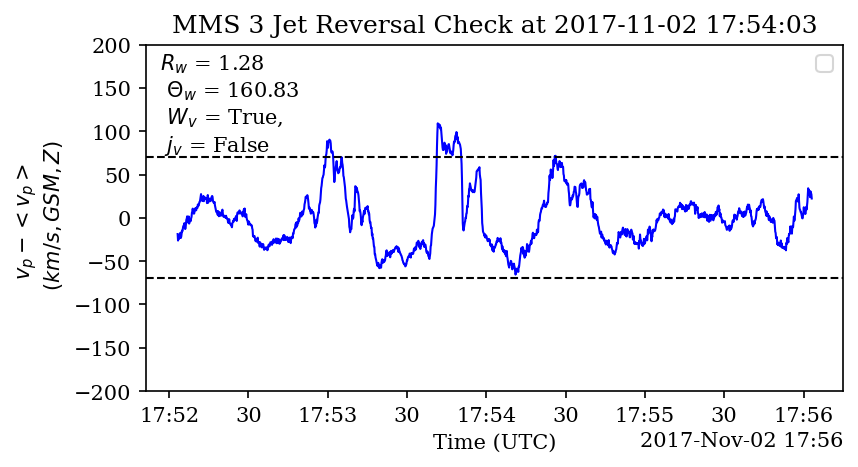 MMS 3 Jet Reversal Check at 2017-11-02 17:54:03
200
150
100
50
0
−50
−100
−150
−200
v_p − < v_p >
(km/s, GSM, Z)
R_w = 1.28
Θ_w = 160.83
W_v = True,
j_v = False
17:52 30 17:53 30 17:54 30 17:55 30 17:56
Time (UTC)
2017-Nov-02 17:56